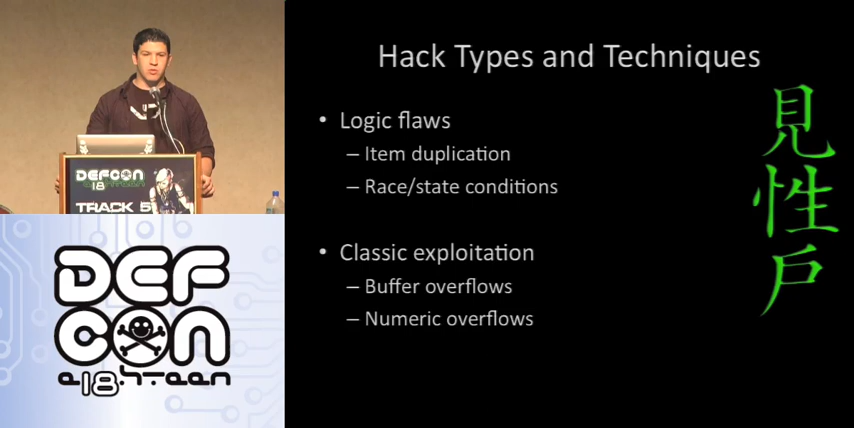 DEFCON
18
TRACK 5
DEF
CON
e18hteen
Hack Types and Techniques
• Logic flaws
– Item duplication
– Race/state conditions
• Classic exploitation
– Buffer overflows
– Numeric overflows
見
性
戶